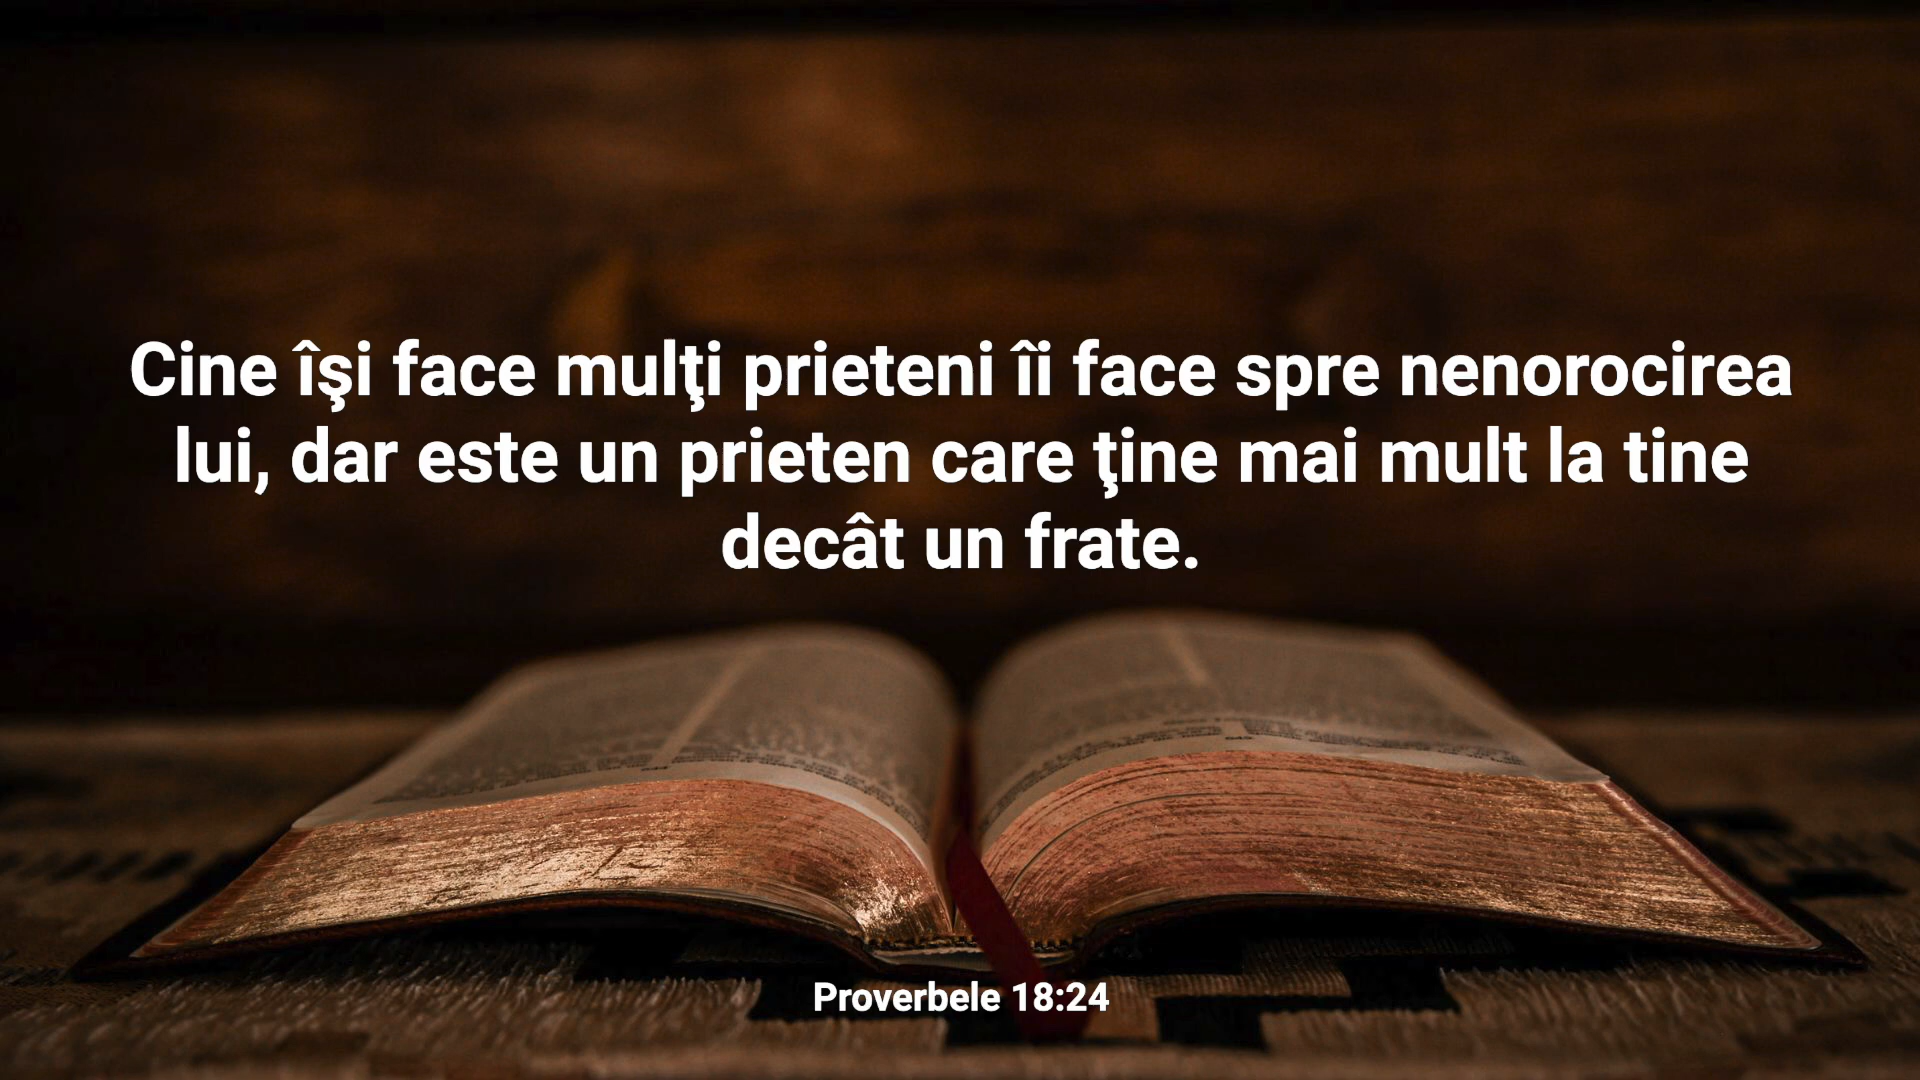 Cine îşi face mulţi prieteni îi face spre nenorocirea
lui, dar este un prieten care ţine mai mult la tine
decât un frate.
Proverbele 18:24